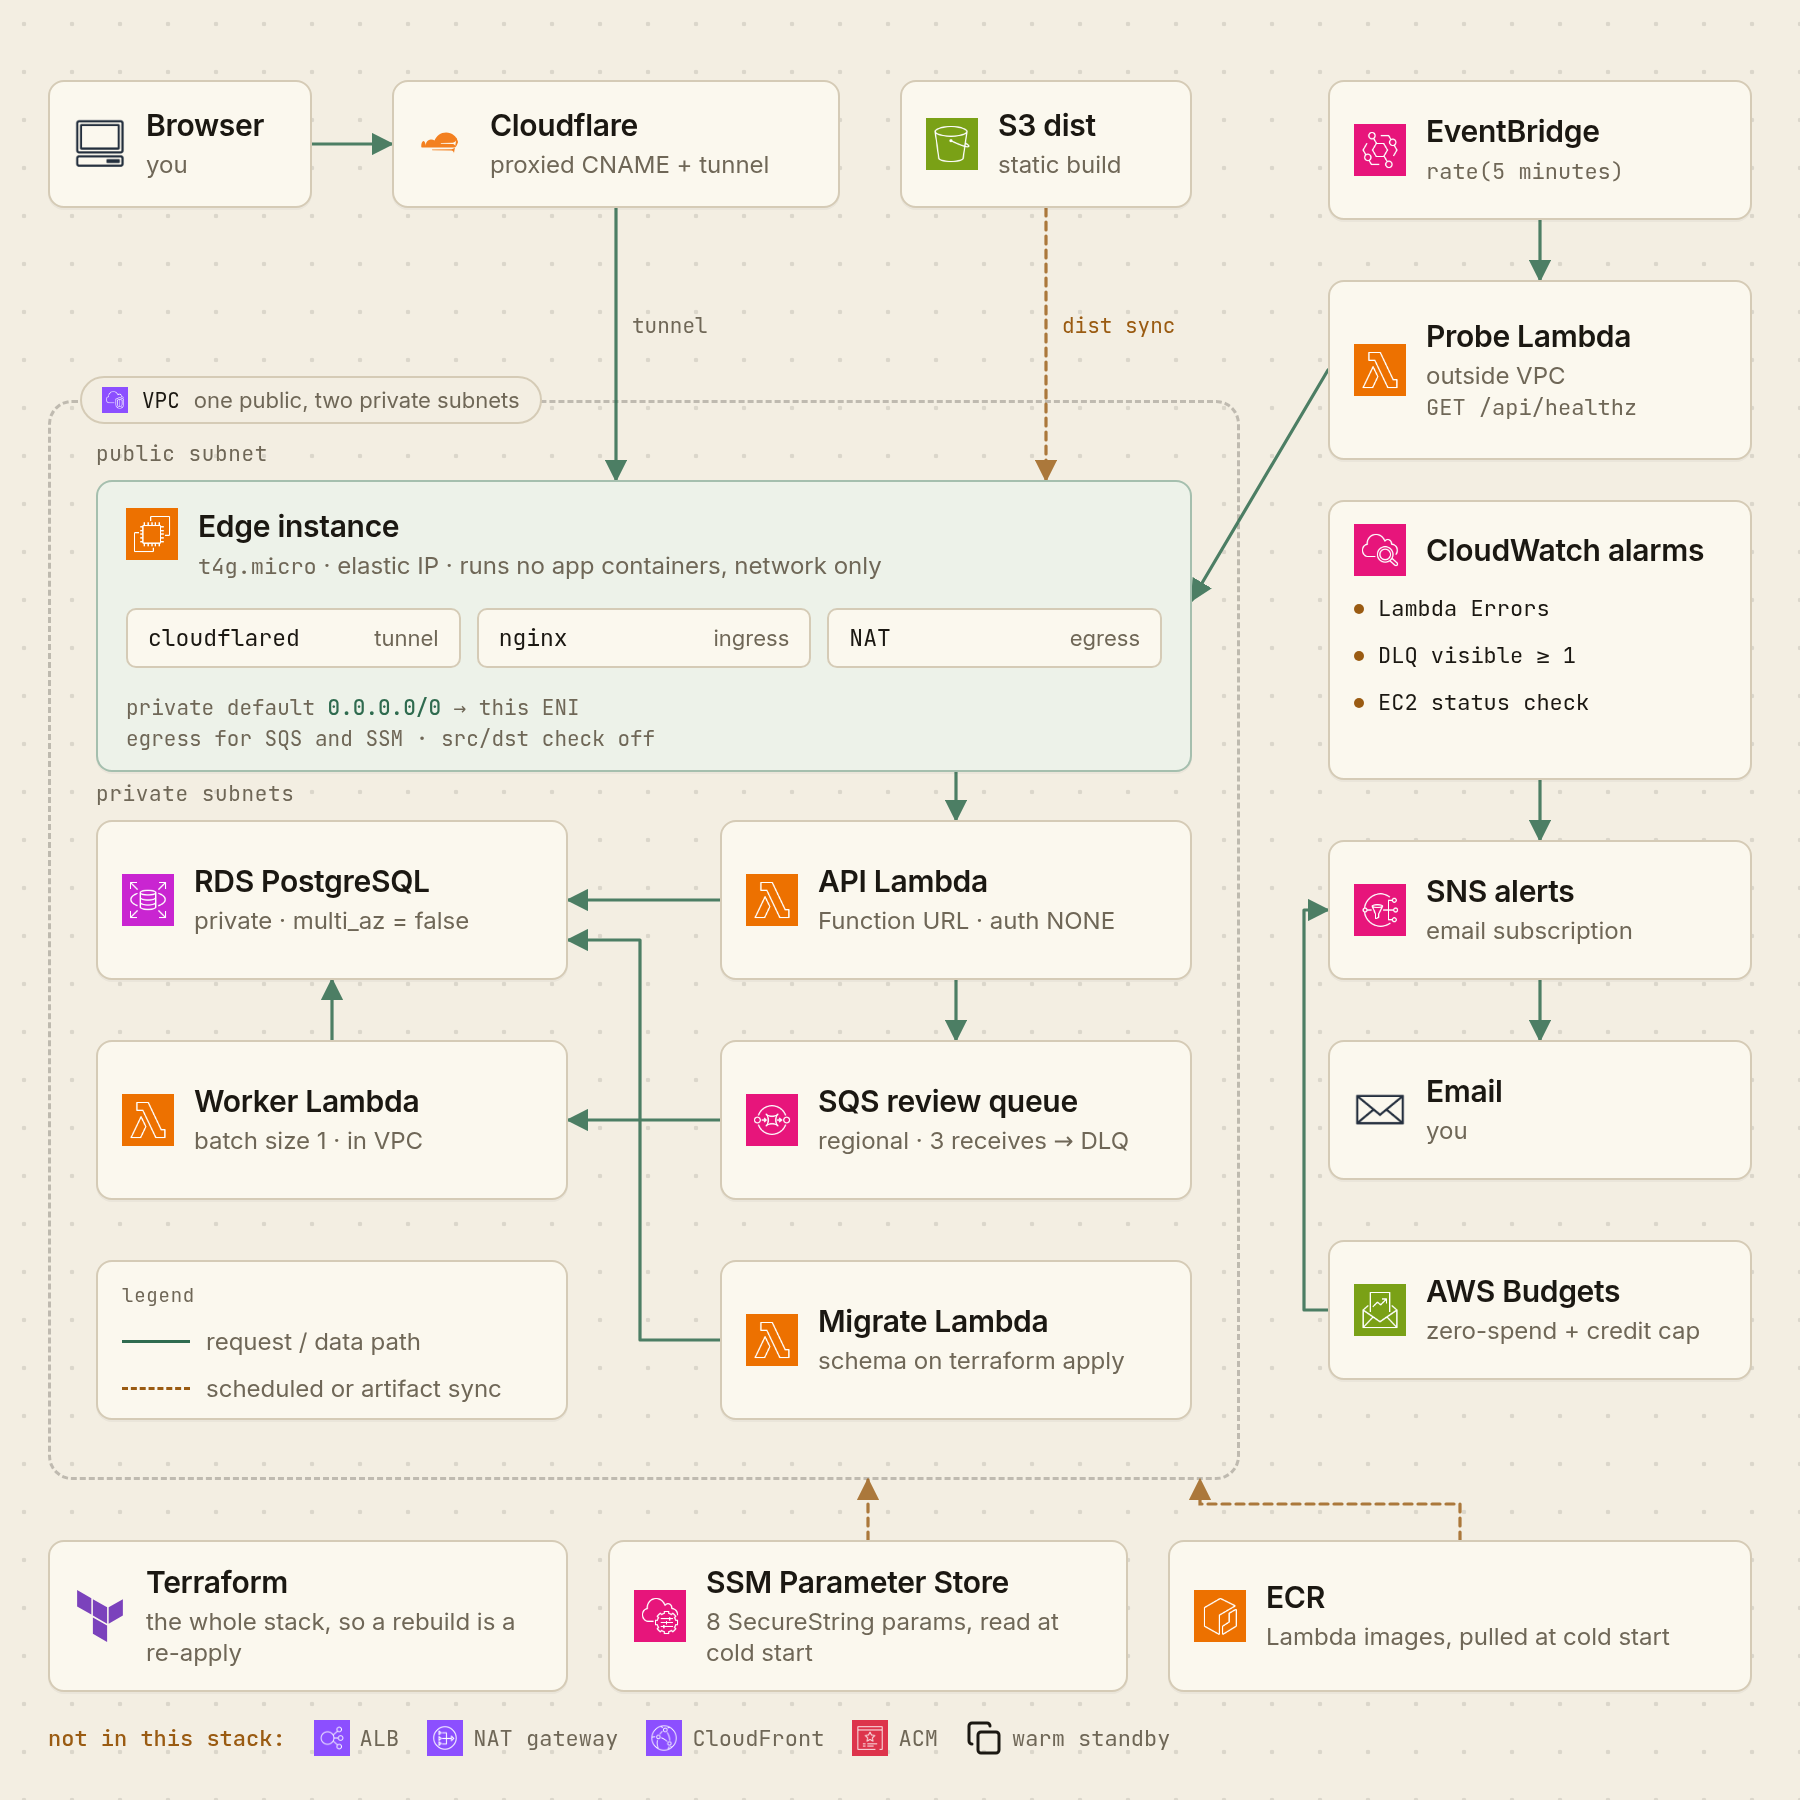 Browser
you
Cloudflare
proxied CNAME + tunnel
S3 dist
static build
EventBridge
rate(5 minutes)
tunnel
dist sync
Probe Lambda
outside VPC
GET /api/healthz
VPC one public, two private subnets
public subnet
Edge instance
t4g.micro · elastic IP · runs no app containers, network only
cloudflared tunnel
nginx ingress
NAT egress
private default 0.0.0.0/0 → this ENI
egress for SQS and SSM · src/dst check off
CloudWatch alarms
Lambda Errors
DLQ visible ≥ 1
EC2 status check
private subnets
RDS PostgreSQL
private · multi_az = false
API Lambda
Function URL · auth NONE
SNS alerts
email subscription
Worker Lambda
batch size 1 · in VPC
SQS review queue
regional · 3 receives → DLQ
Email
you
legend
request / data path
scheduled or artifact sync
Migrate Lambda
schema on terraform apply
AWS Budgets
zero-spend + credit cap
Terraform
the whole stack, so a rebuild is a
re-apply
SSM Parameter Store
8 SecureString params, read at
cold start
ECR
Lambda images, pulled at cold start
not in this stack: ALB NAT gateway CloudFront ACM warm standby